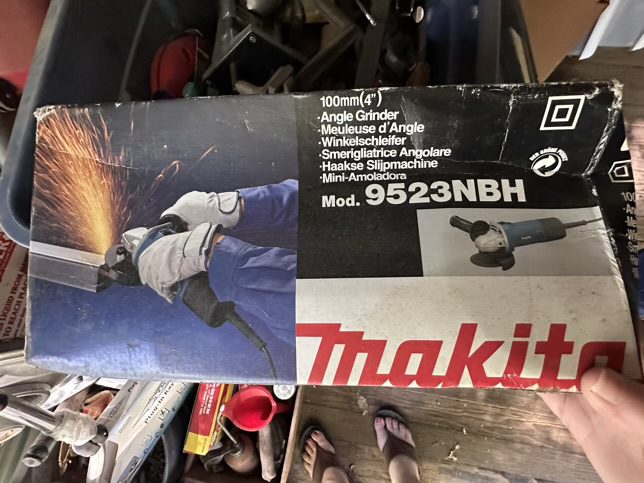 100mm(4")
·Angle Grinder
·Meuleuse d'Angle
·Winkelschleifer
·Smerigliatrice Angolare
·Haakse Slijpmachine
·Mini-Amoladora
Mod. 9523NBH
makita